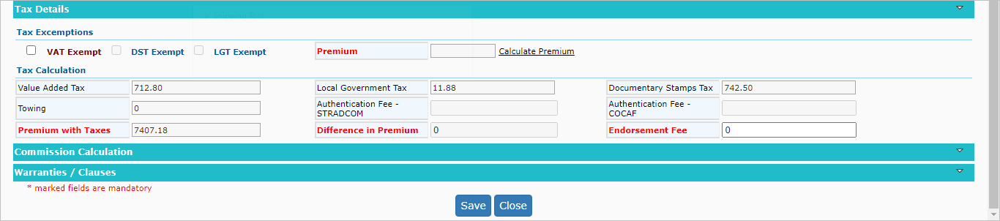 Tax Details
Tax Excemptions
VAT Exempt DST Exempt LGT Exempt Premium Calculate Premium
Tax Calculation
Value Added Tax 712.80 Local Government Tax 11.88 Documentary Stamps Tax 742.50
Towing 0 Authentication Fee - STRADCOM Authentication Fee - COCAF
Premium with Taxes 7407.18 Difference in Premium 0 Endorsement Fee 0
Commission Calculation
Warranties / Clauses
* marked fields are mandatory
Save Close